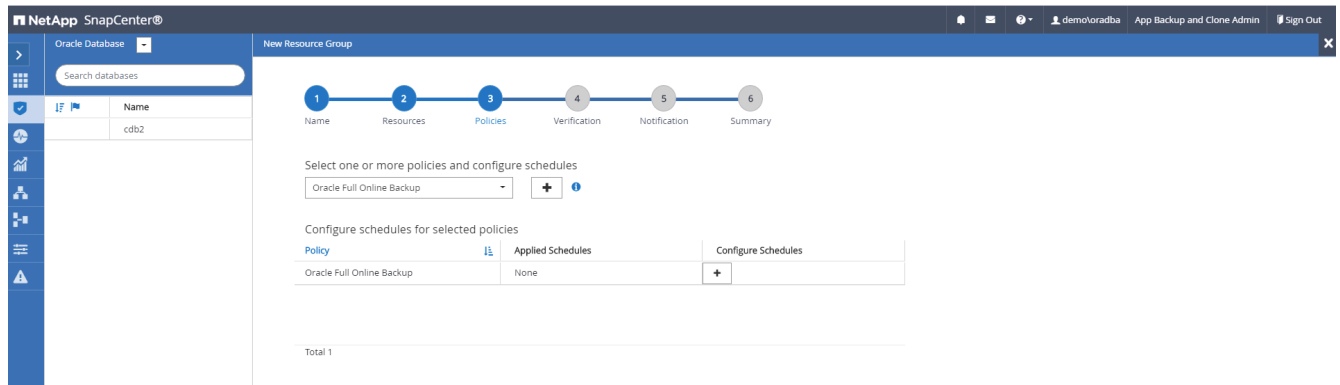 NetApp SnapCenter®
demo\oradba App Backup and Clone Admin Sign Out
Oracle Database
New Resource Group
Search databases
Name
cdb2
1 2 3 4 5 6
Name Resources Policies Verification Notification Summary
Select one or more policies and configure schedules
Oracle Full Online Backup
Configure schedules for selected policies
Policy Applied Schedules Configure Schedules
Oracle Full Online Backup None
Total 1